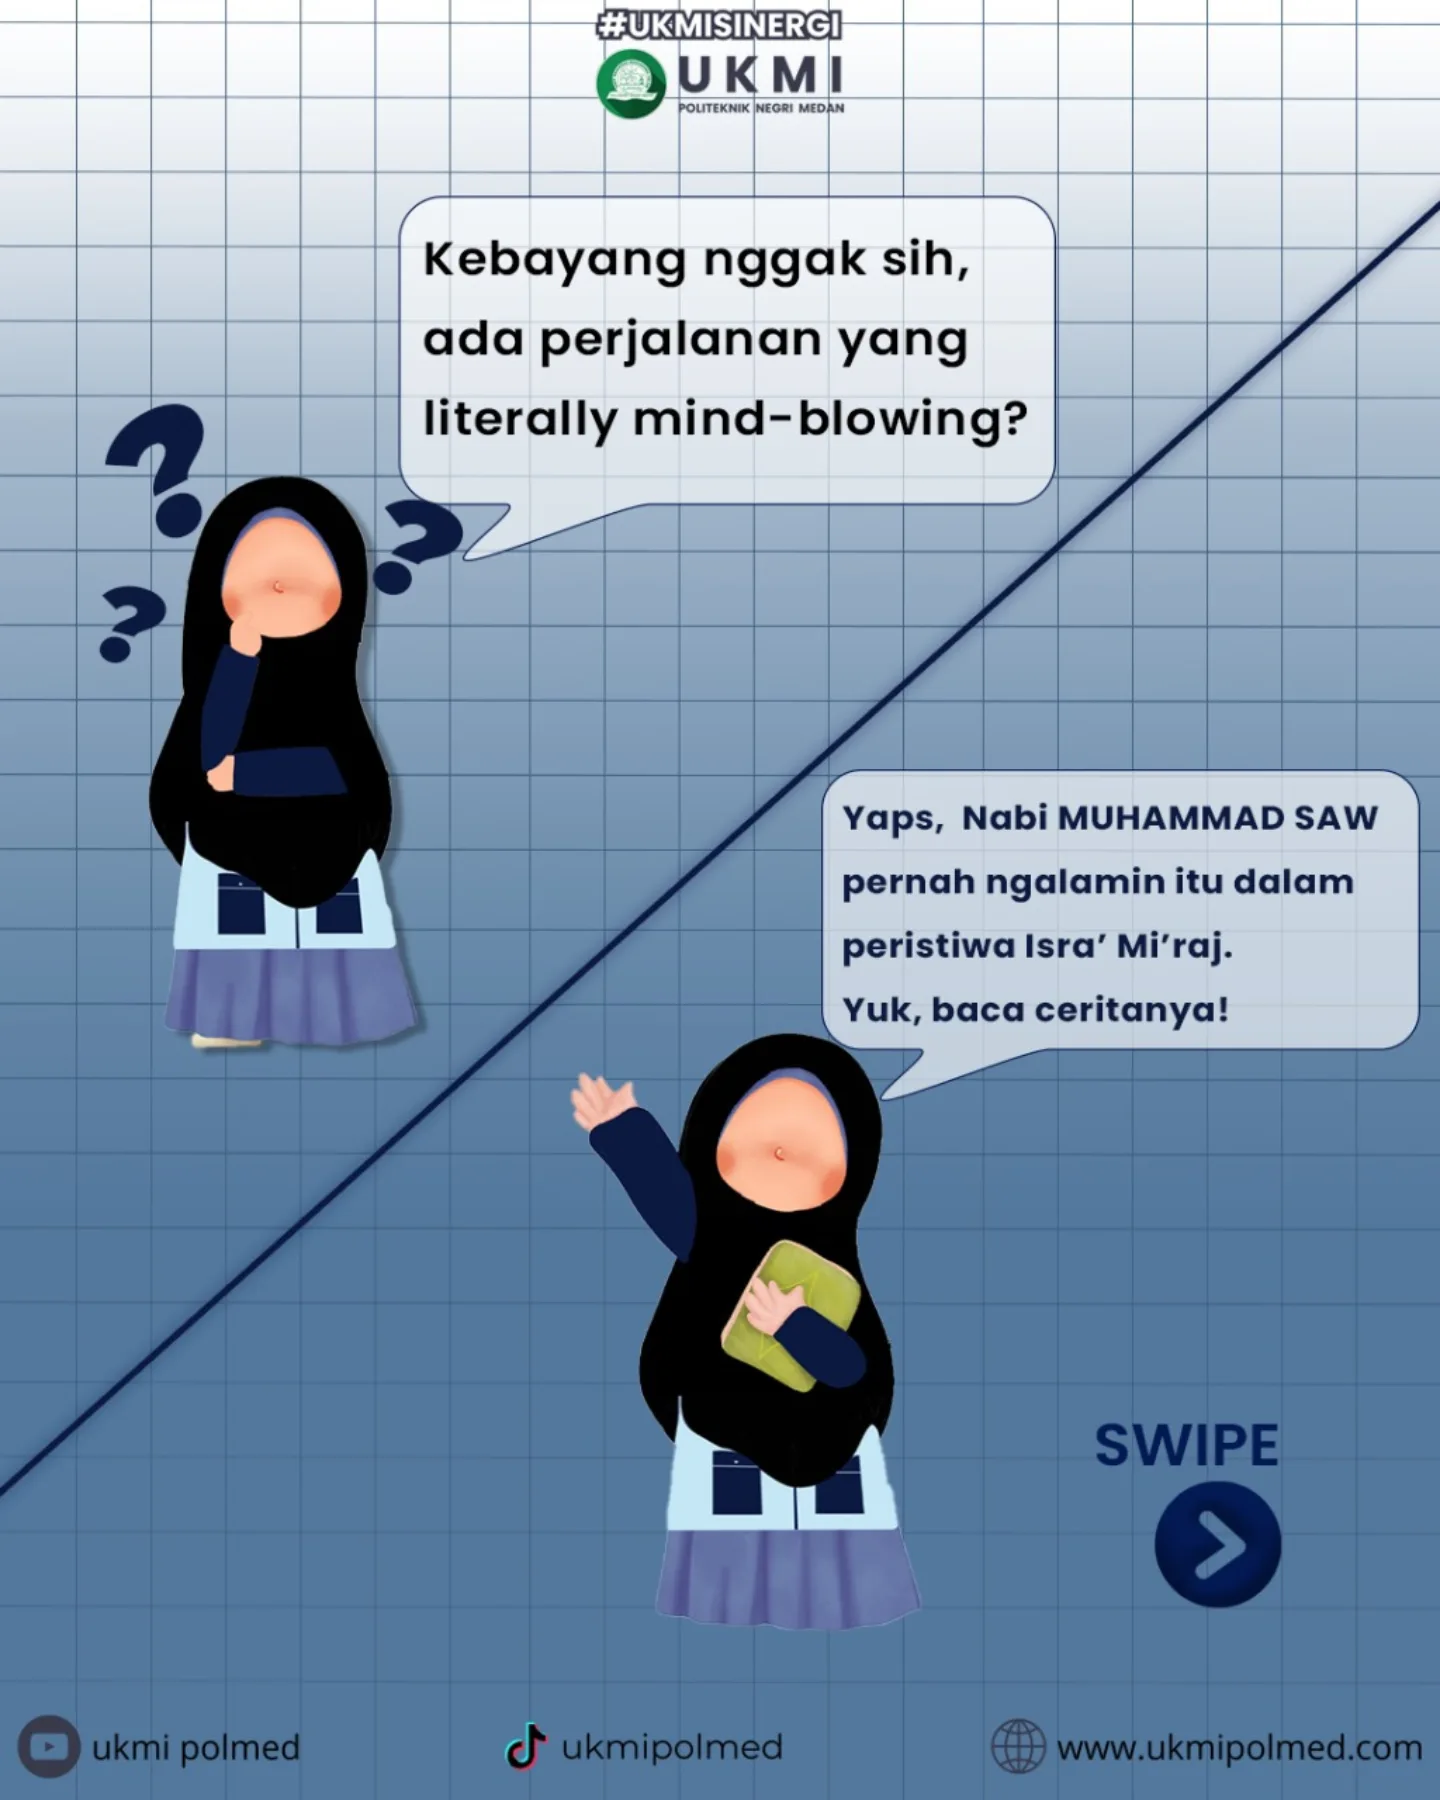 #UKMISINERGI
UKMI
POLITEKNIK NEGRI MEDAN
Kebayang nggak sih,
ada perjalanan yang
literally mind-blowing?
Yaps, Nabi MUHAMMAD SAW
pernah ngalamin itu dalam
peristiwa Isra’ Mi’raj.
Yuk, baca ceritanya!
SWIPE
ukmi polmed
ukmipolmed
www.ukmipolmed.com